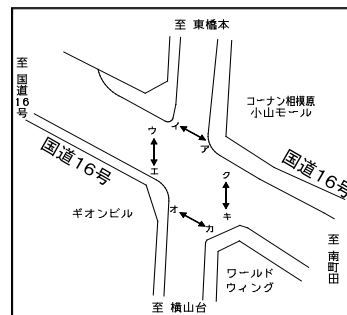 至 東橋本
至 国道16号
コーナン相模原
小山モール
イ
ウ
ア
国道16号
国道16号
エ
ク
ギオンビル
オ
キ
カ
至 南町田
ワールド
ウィング
至 横山台